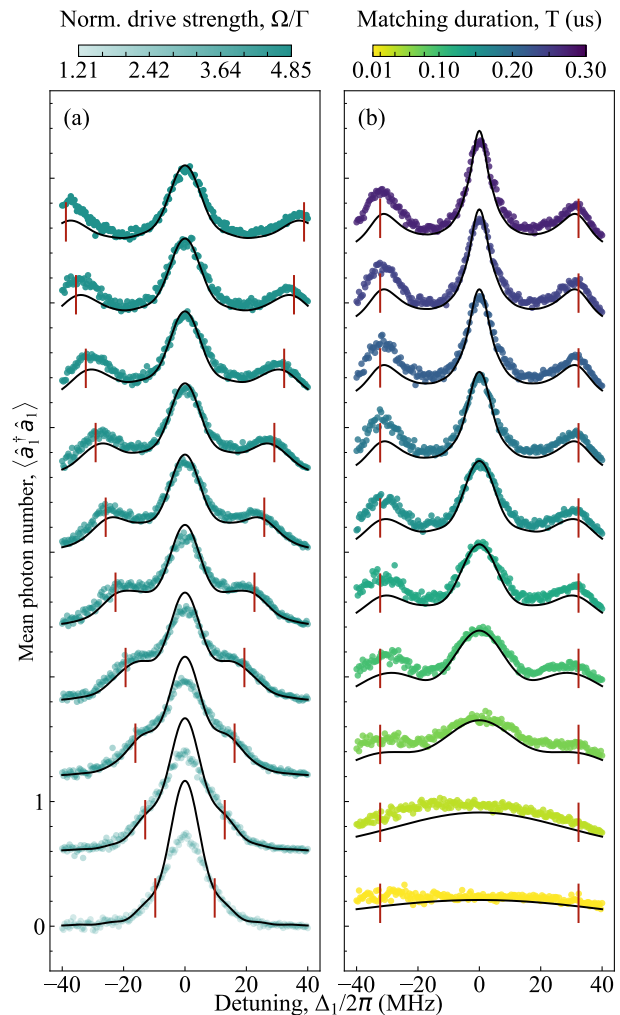 Norm. drive strength, Ω/Γ
Matching duration, T (us)
1.21 2.42 3.64 4.85
0.01 0.10 0.20 0.30
(a)
(b)
Mean photon number, ⟨â₁†â₁⟩
1
0
−40 −20 0 20 40
−40 −20 0 20 40
Detuning, Δ₁/2π (MHz)